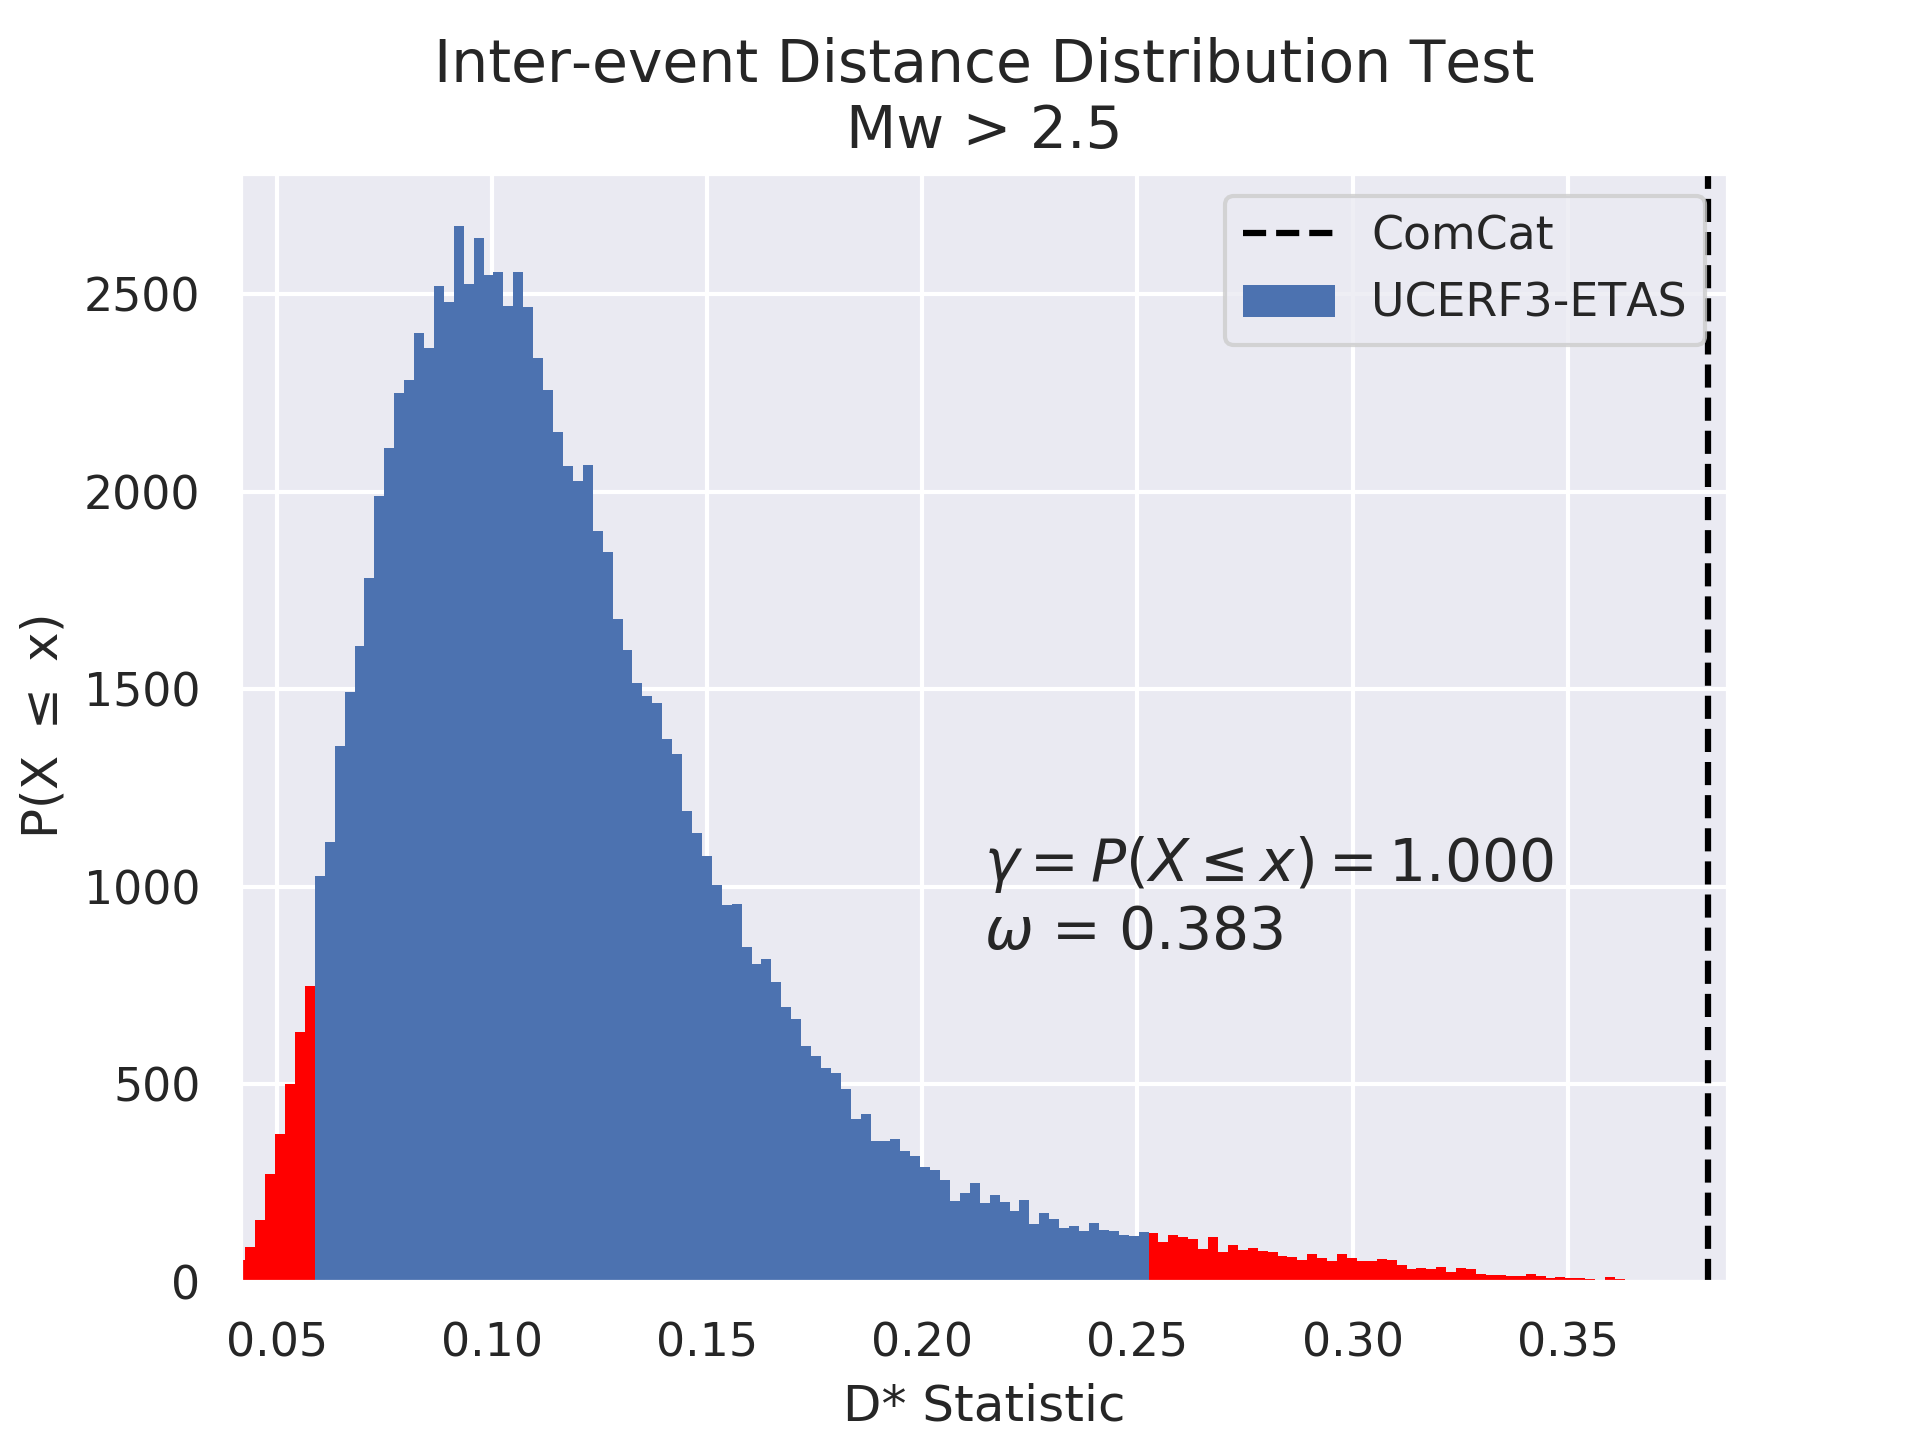 Inter-event Distance Distribution Test
Mw > 2.5
ComCat
UCERF3-ETAS
P(X ≤ x)
2500
2000
1500
1000
500
0
γ = P(X ≤ x) = 1.000
ω = 0.383
0.05 0.10 0.15 0.20 0.25 0.30 0.35
D* Statistic